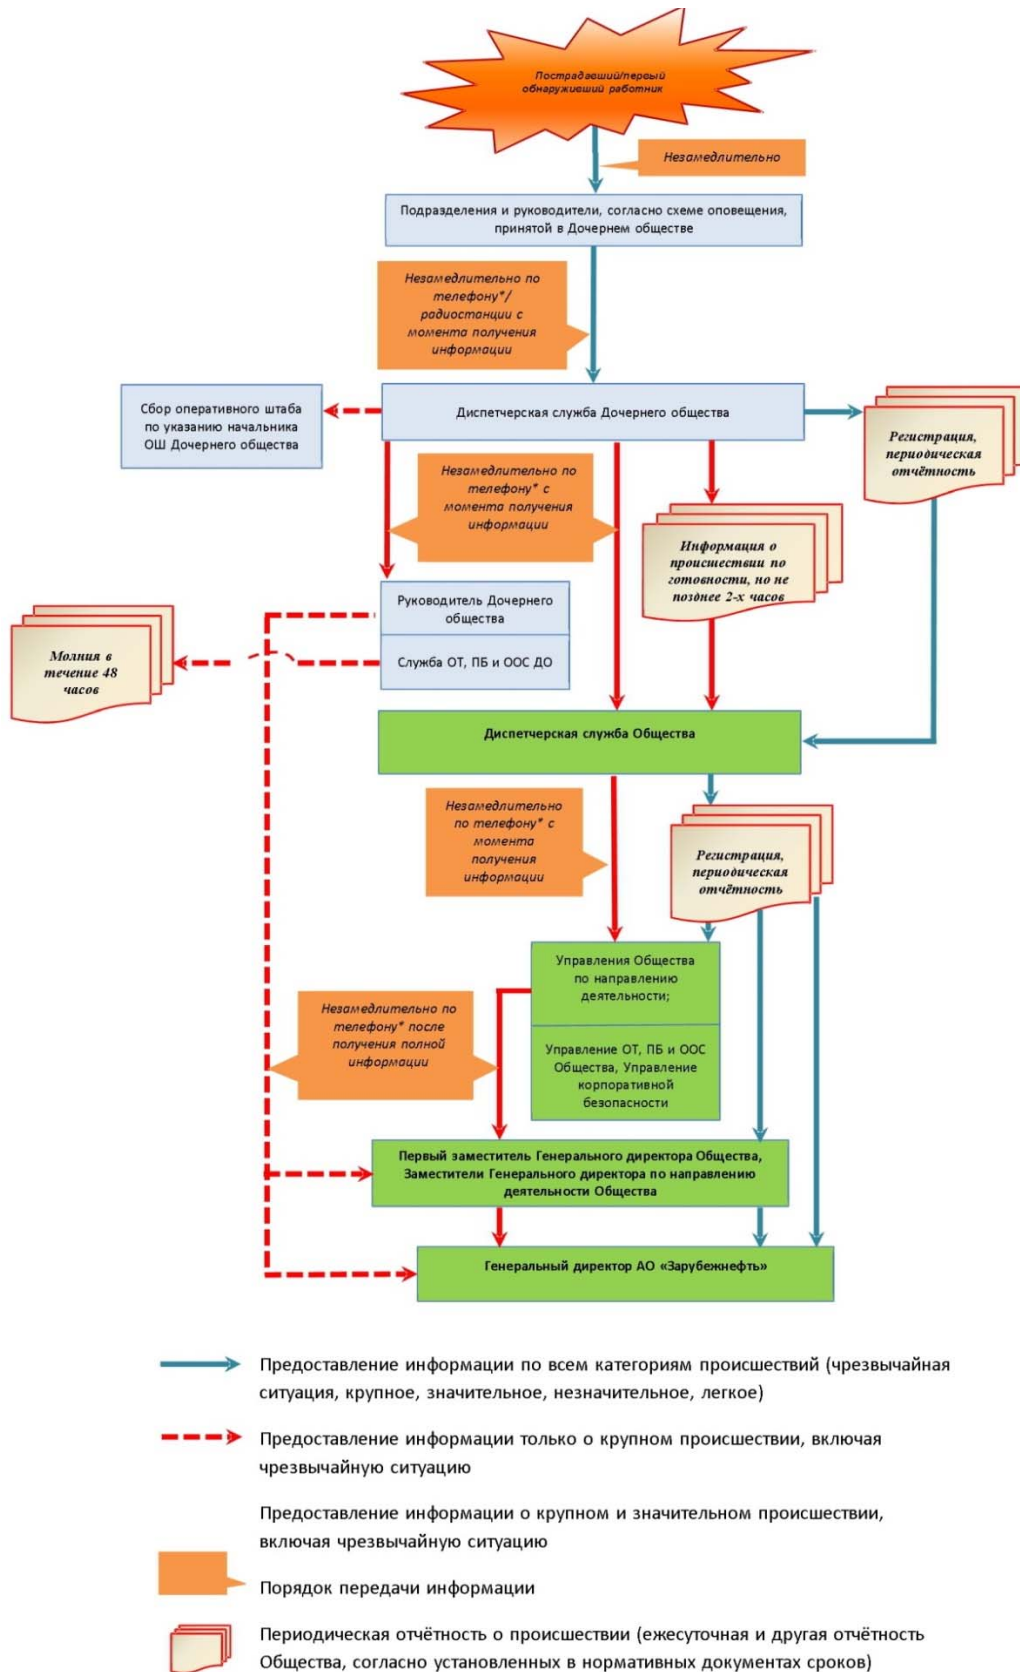 Пострадавший/первый
обнаруживший работник
Незамедлительно
Подразделения и руководители, согласно схеме оповещения,
принятой в Дочернем обществе
Незамедлительно по
телефону*/
радиостанции с
момента получения
информации
Сбор оперативного штаба
по указанию начальника
ОШ Дочернего общества
Диспетчерская служба Дочернего общества
Регистрация,
периодическая
отчётность
Незамедлительно по
телефону* с
момента получения
информации
Информация о
происшествии по
готовности, но не
позднее 2-х часов
Руководитель Дочернего
общества
Служба ОТ, ПБ и ООС ДО
Молния в
течение 48
часов
Диспетчерская служба Общества
Незамедлительно
по телефону* с
момента
получения
информации
Регистрация,
периодическая
отчётность
Управления Общества
по направлению
деятельности;
Управление ОТ, ПБ и ООС
Общества, Управление
корпоративной
безопасности
Незамедлительно по
телефону* после
получения полной
информации
Первый заместитель Генерального директора Общества,
Заместители Генерального директора по направлению
деятельности Общества
Генеральный директор АО «Зарубежнефть»
Предоставление информации по всем категориям происшествий (чрезвычайная
ситуация, крупное, значительное, незначительное, легкое)
Предоставление информации только о крупном происшествии, включая
чрезвычайную ситуацию
Предоставление информации о крупном и значительном происшествии,
включая чрезвычайную ситуацию
Порядок передачи информации
Периодическая отчётность о происшествии (ежесуточная и другая отчётность
Общества, согласно установленных в нормативных документах сроков)